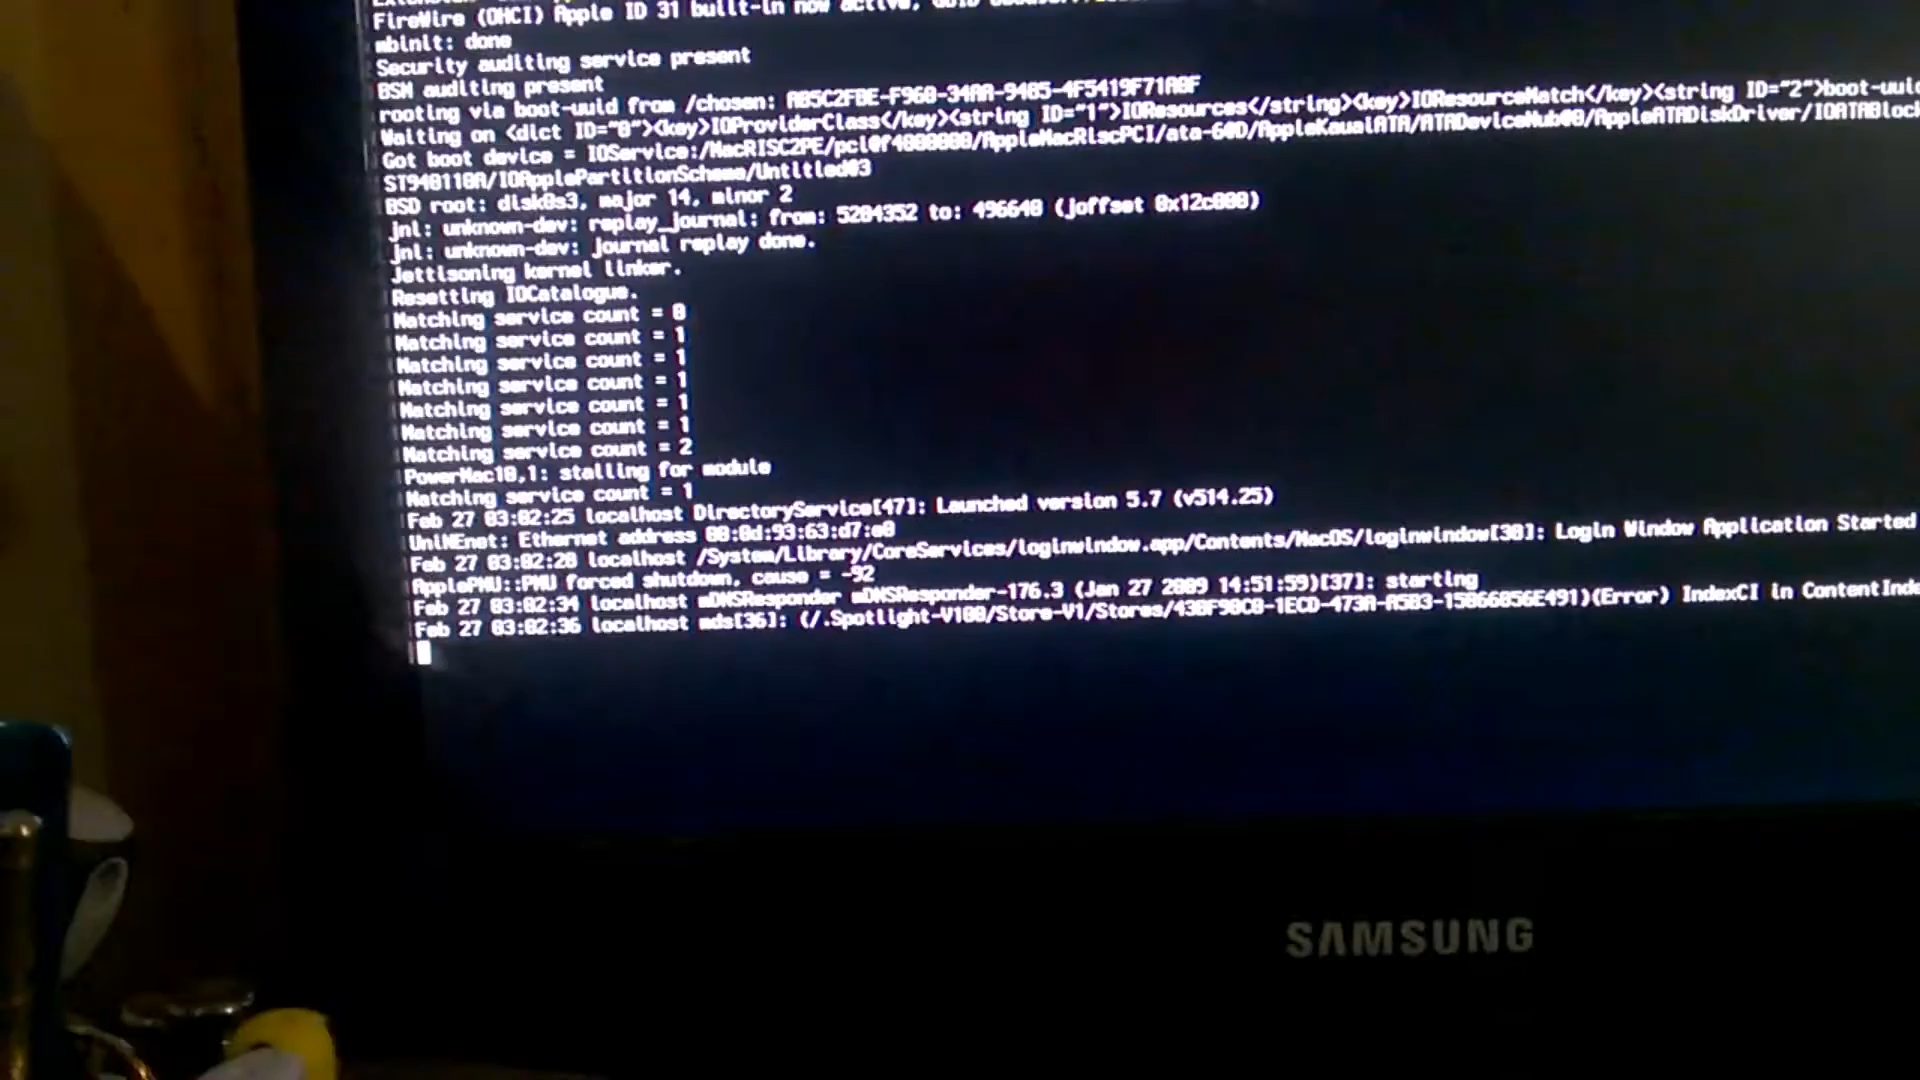 FireWire (OHCI) Apple ID 31 built-in now active,
mbinit: done
Security auditing service present
BSM auditing present
rooting via boot-uuid from /chosen: AB5C2FBE-F960-34AA-9405-4F5419F71A0F
Waiting on <dict ID="0"><key>IOProviderClass</key><string ID="1">IOResources</string><key>IOResourceMatch</key><string ID="2">boot-uuid
Got boot device = IOService:/MacRISC2PE/pci@f4000000/AppleMacRiscPCI/ata-6@D/AppleKauaiATA/ATADeviceNub@0/AppleATADiskDriver/IOATABlock
ST940110A/IOApplePartitionScheme/Untitled@3
BSD root: disk0s3, major 14, minor 2
jnl: unknown-dev: replay_journal: from: 5204352 to: 496640 (joffset 0x12c000)
jnl: unknown-dev: journal replay done.
Jettisoning kernel linker.
Resetting IOCatalogue.
Matching service count = 0
Matching service count = 1
Matching service count = 1
Matching service count = 1
Matching service count = 1
Matching service count = 1
Matching service count = 2
PowerMac10,1: stalling for module
Matching service count = 1
Feb 27 03:02:25 localhost DirectoryService[47]: Launched version 5.7 (v514.25)
UniNEnet: Ethernet address 00:0d:93:63:d7:e0
Feb 27 03:02:28 localhost /System/Library/CoreServices/loginwindow.app/Contents/MacOS/loginwindow[38]: Login Window Application Started
ApplePMU::PMU forced shutdown, cause = -92
Feb 27 03:02:34 localhost mDNSResponder mDNSResponder-176.3 (Jan 27 2009 14:51:59)[37]: starting
Feb 27 03:02:36 localhost mds[36]: (/.Spotlight-V100/Store-V1/Stores/43BF90C0-1ECD-473A-A5B3-15B66856E491)(Error) IndexCI in ContentInde
SAMSUNG